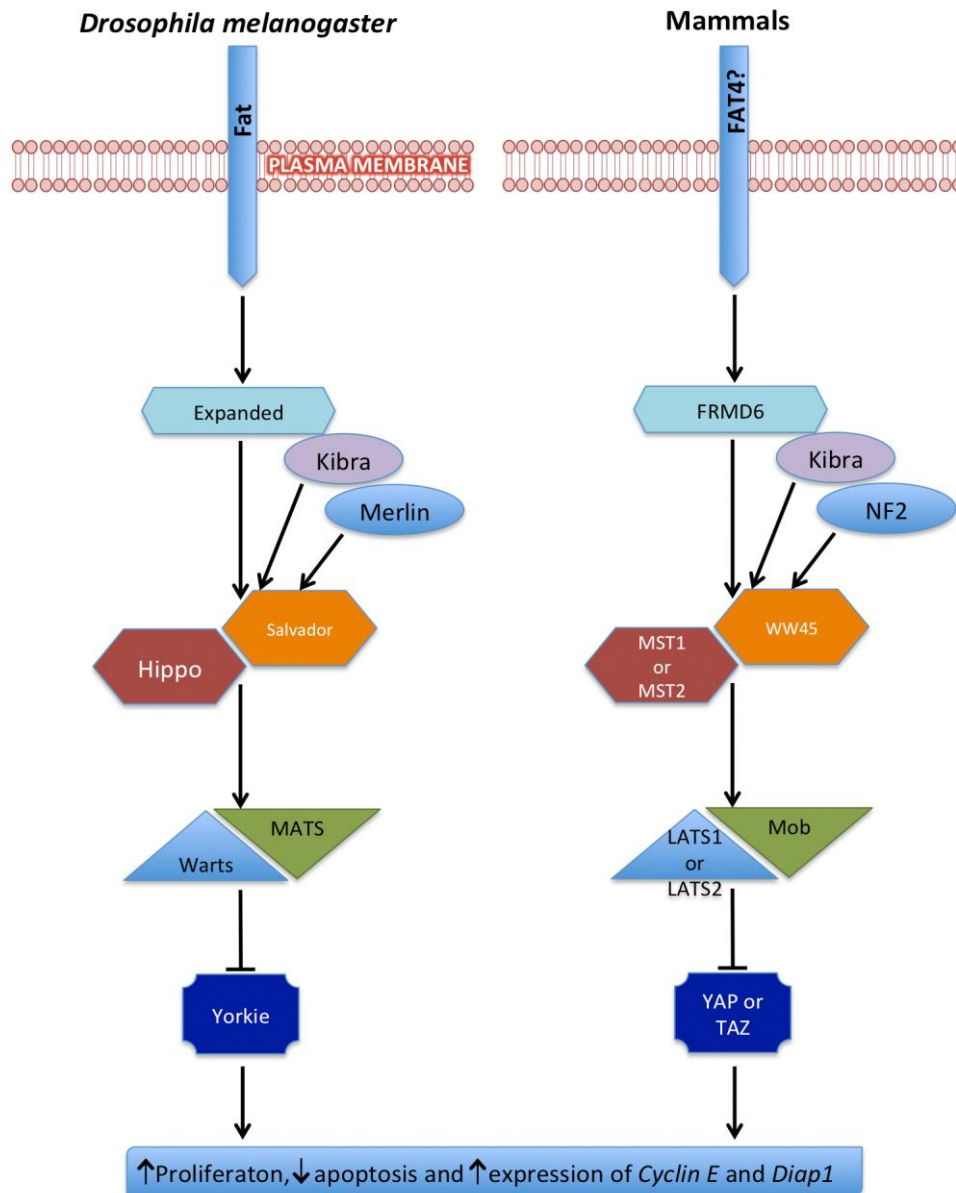 Drosophila melanogaster
Mammals
Fat
FAT4?
PLASMA MEMBRANE
Expanded
FRMD6
Kibra
Kibra
Merlin
NF2
Salvador
WW45
Hippo
MST1
or
MST2
MATS
Mob
Warts
LATS1
or
LATS2
Yorkie
YAP or
TAZ
↑Proliferaton,↓apoptosis and ↑expression of Cyclin E and Diap1